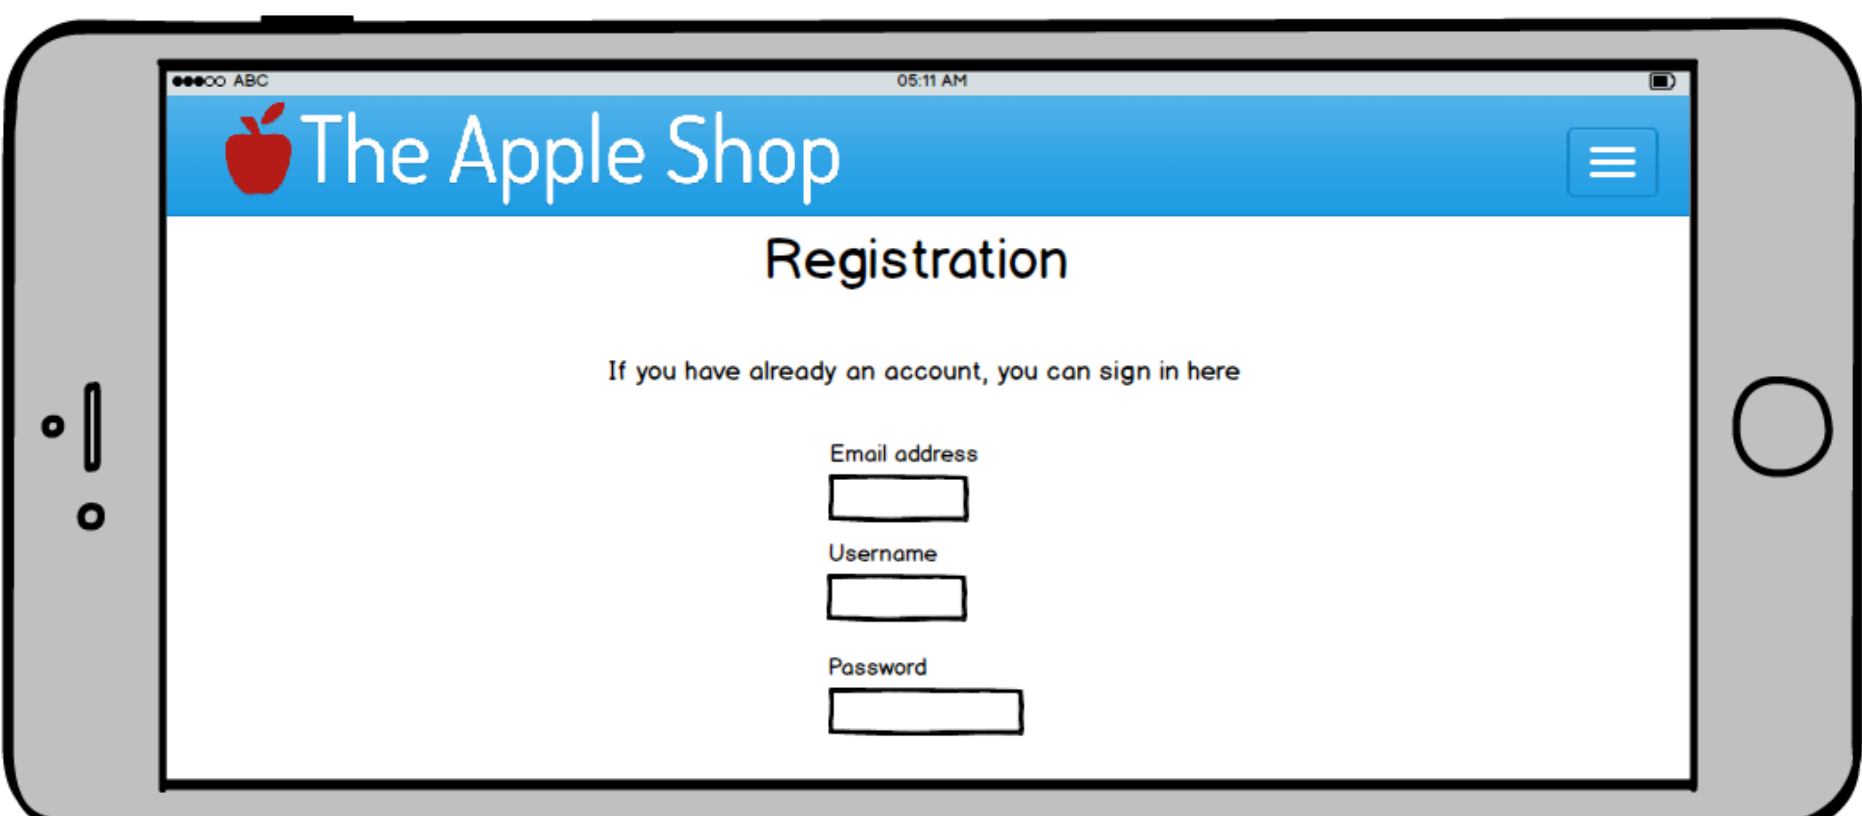 ABC
05:11 AM
The Apple Shop
Registration
If you have already an account, you can sign in here
Email address
Username
Password